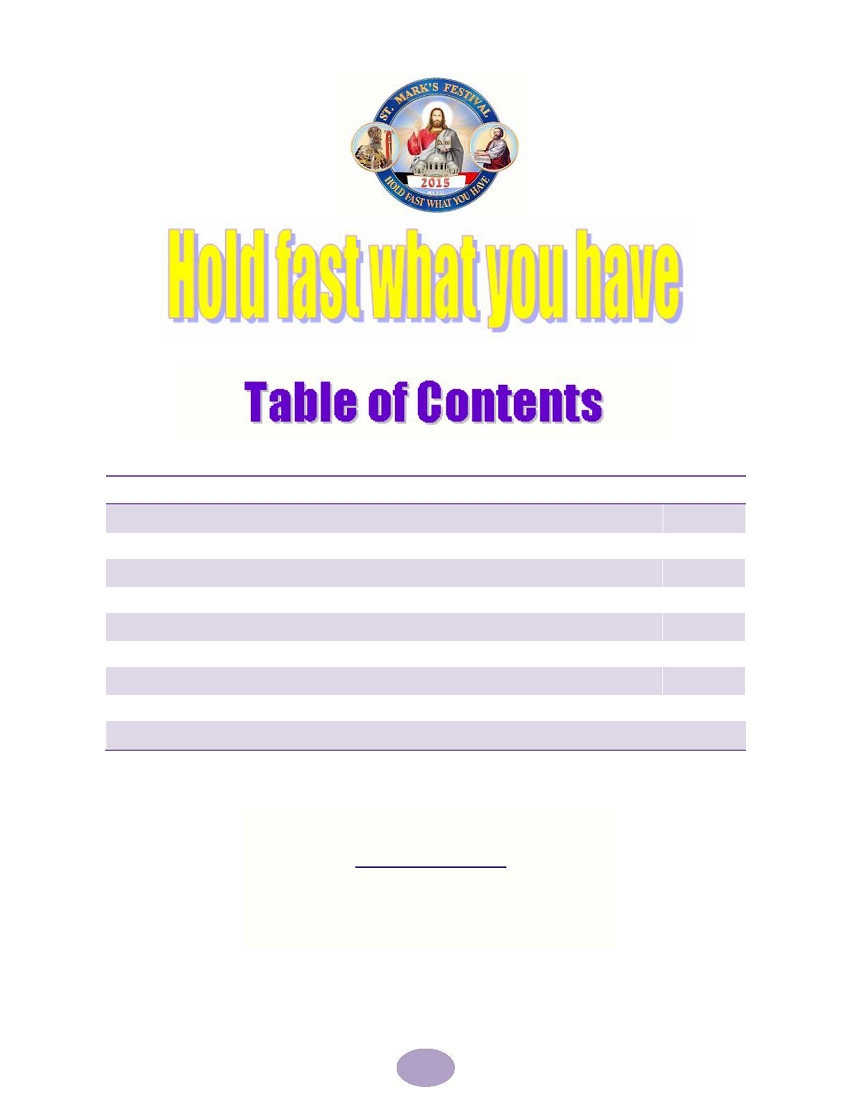 ST. MARK'S FESTIVAL
2015
HOLD FAST WHAT YOU HAVE
Hold fast what you have
Table of Contents